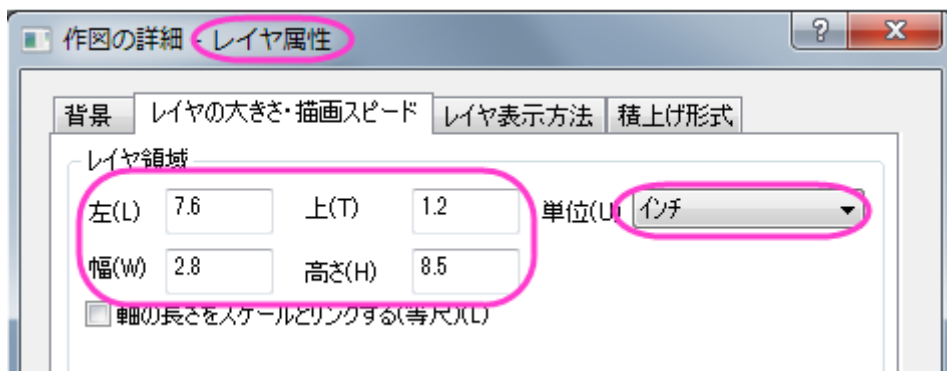 作図の詳細 - レイヤ属性
背景 レイヤの大きさ・描画スピード レイヤ表示方法 積上げ形式
レイヤ領域
左(L) 7.6 上(T) 1.2 単位(U) インチ
幅(W) 2.8 高さ(H) 8.5
軸の長さをスケールとリンクする(等尺)(L)